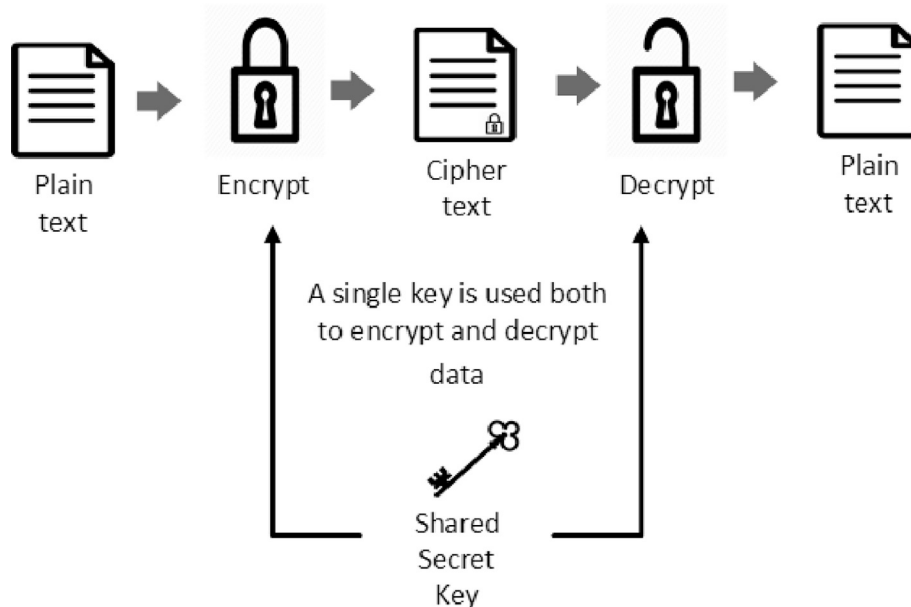 Plain
text
Encrypt
Cipher
text
Decrypt
Plain
text
A single key is used both
to encrypt and decrypt
data
Shared
Secret
Key